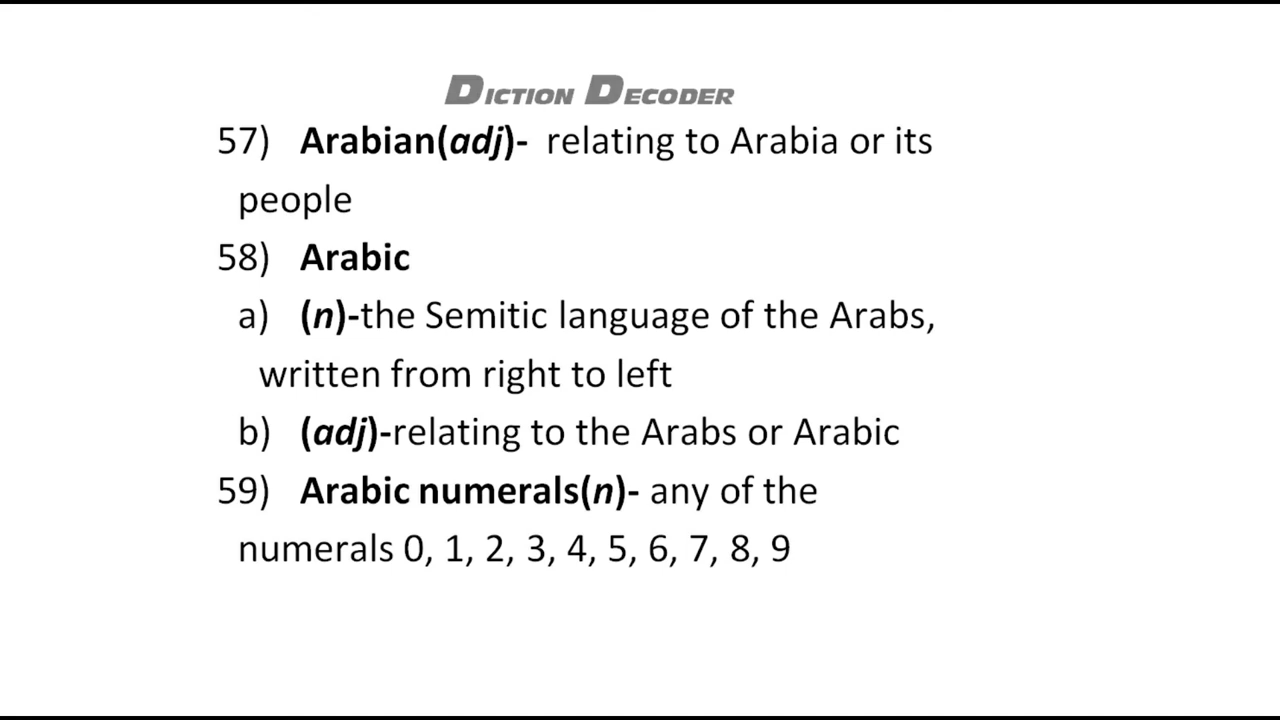 DICTION DECODER
57) Arabian(adj)- relating to Arabia or its
people
58) Arabic
a) (n)-the Semitic language of the Arabs,
written from right to left
b) (adj)-relating to the Arabs or Arabic
59) Arabic numerals(n)- any of the
numerals 0, 1, 2, 3, 4, 5, 6, 7, 8, 9